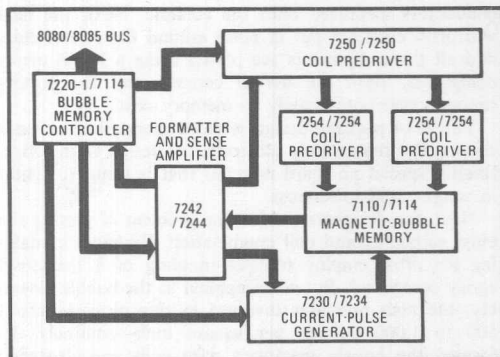 8080/8085 BUS
7250/7250
COIL PREDRIVER
7220-1/7114
BUBBLE-
MEMORY
CONTROLLER
FORMATTER
AND SENSE
AMPLIFIER
7254/7254
COIL
PREDRIVER
7254/7254
COIL
PREDRIVER
7242
/7244
7110/7114
MAGNETIC-BUBBLE
MEMORY
7230/7234
CURRENT-PULSE
GENERATOR